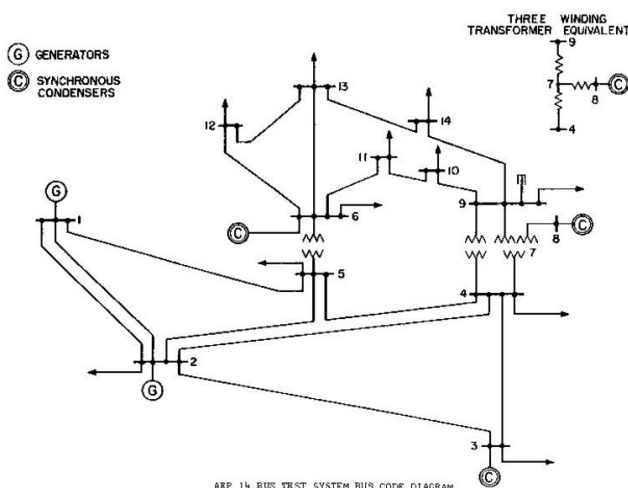 THREE WINDING
TRANSFORMER EQUIVALENT
G GENERATORS
C SYNCHRONOUS
CONDENSERS
9
7
8
C
4
13
12
14
11
10
9
G
1
C
6
8
C
7
5
4
2
G
3
C
AEP 14 BUS TEST SYSTEM BUS CODE DIAGRAM